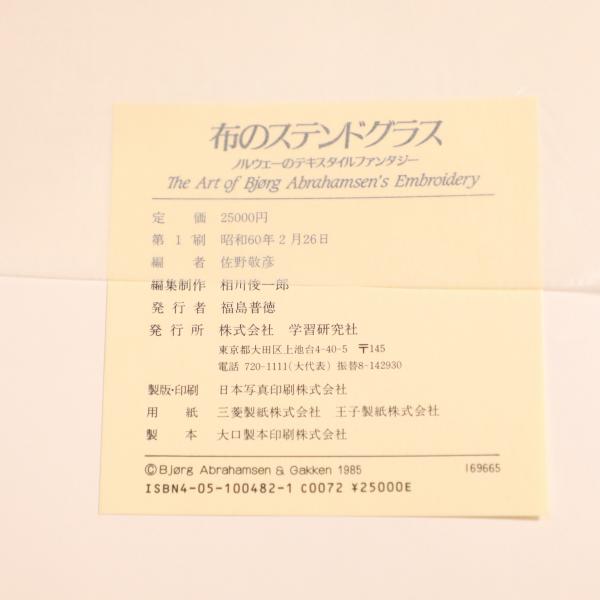 布のステンドグラス
ノルウェーのテキスタイルファンタジー
The Art of Bjørg Abrahamsen's Embroidery
定 価 25000円
第 1 刷 昭和60年2月26日
編 者 佐野敬彦
編集制作 相川俊一郎
発 行 者 福島普徳
発 行 所 株式会社 学習研究社
東京都大田区上池台4-40-5 〒145
電話 720-1111(大代表) 振替8-142930
製版・印刷 日本写真印刷株式会社
用 紙 三菱製紙株式会社 王子製紙株式会社
製 本 大口製本印刷株式会社
©Bjørg Abrahamsen & Gakken 1985 169665
ISBN4-05-100482-1 C0072 ¥25000E